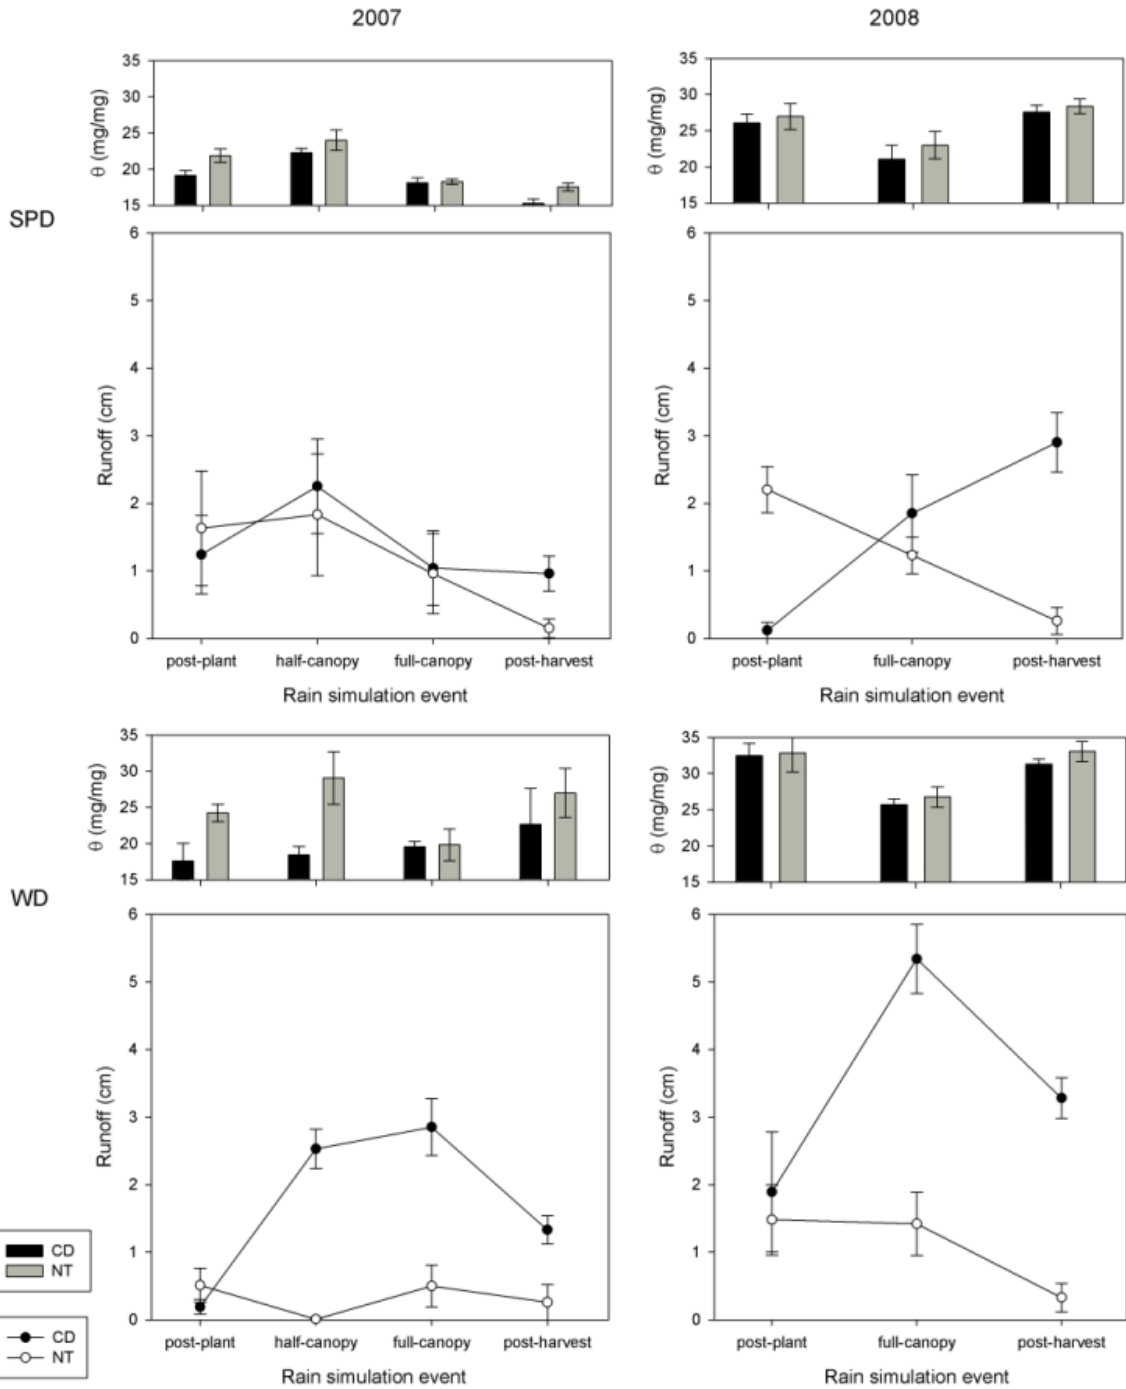 2007 2008
35 35
30 30
25 25
20 20
15 15
θ (mg/mg) θ (mg/mg)
SPD
6 6
5 5
4 4
3 3
2 2
1 1
0 0
Runoff (cm) Runoff (cm)
post-plant half-canopy full-canopy post-harvest post-plant full-canopy post-harvest
Rain simulation event Rain simulation event
35 35
30 30
25 25
20 20
15 15
θ (mg/mg) θ (mg/mg)
WD
6 6
5 5
4 4
3 3
2 2
1 1
0 0
Runoff (cm) Runoff (cm)
CD
NT
CD
NT
post-plant half-canopy full-canopy post-harvest post-plant full-canopy post-harvest
Rain simulation event Rain simulation event